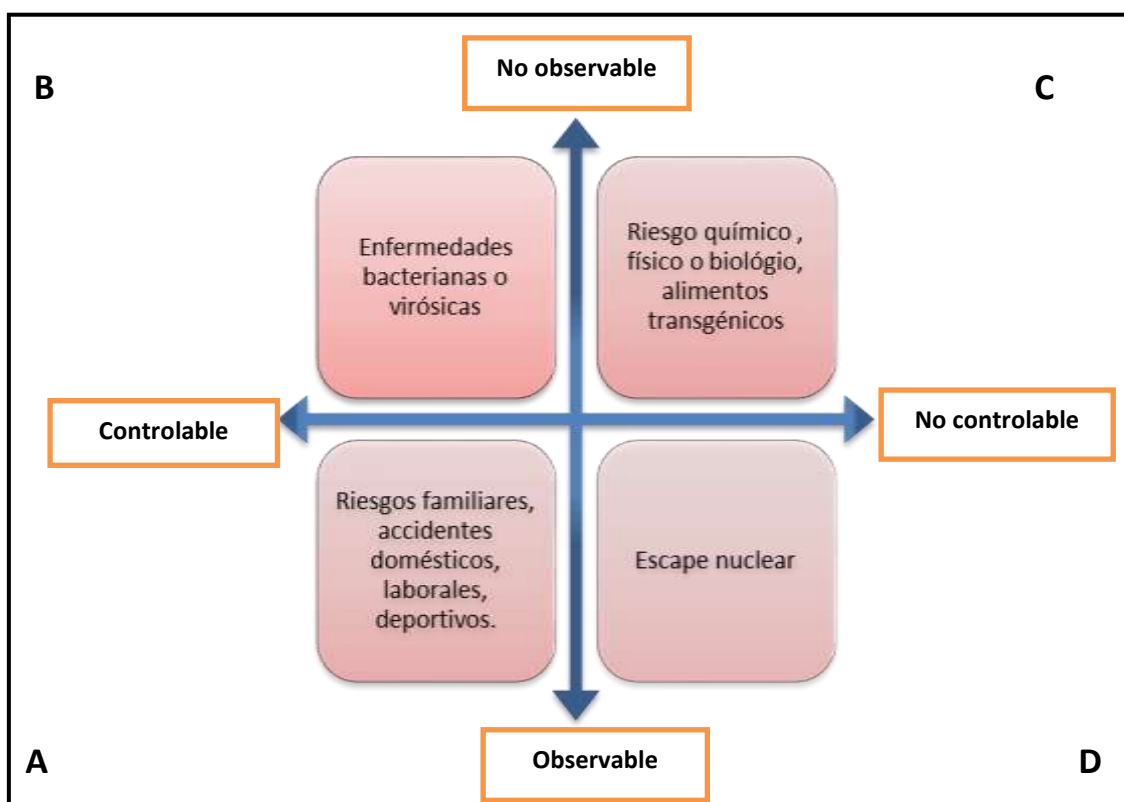 No observable
B
C
Enfermedades
bacterianas o
virósicas
Riesgo químico ,
físico o biológio,
alimentos
transgénicos
Controlable
No controlable
Riesgos familiares,
accidentes
domésticos,
laborales,
deportivos.
Escape nuclear
A
Observable
D